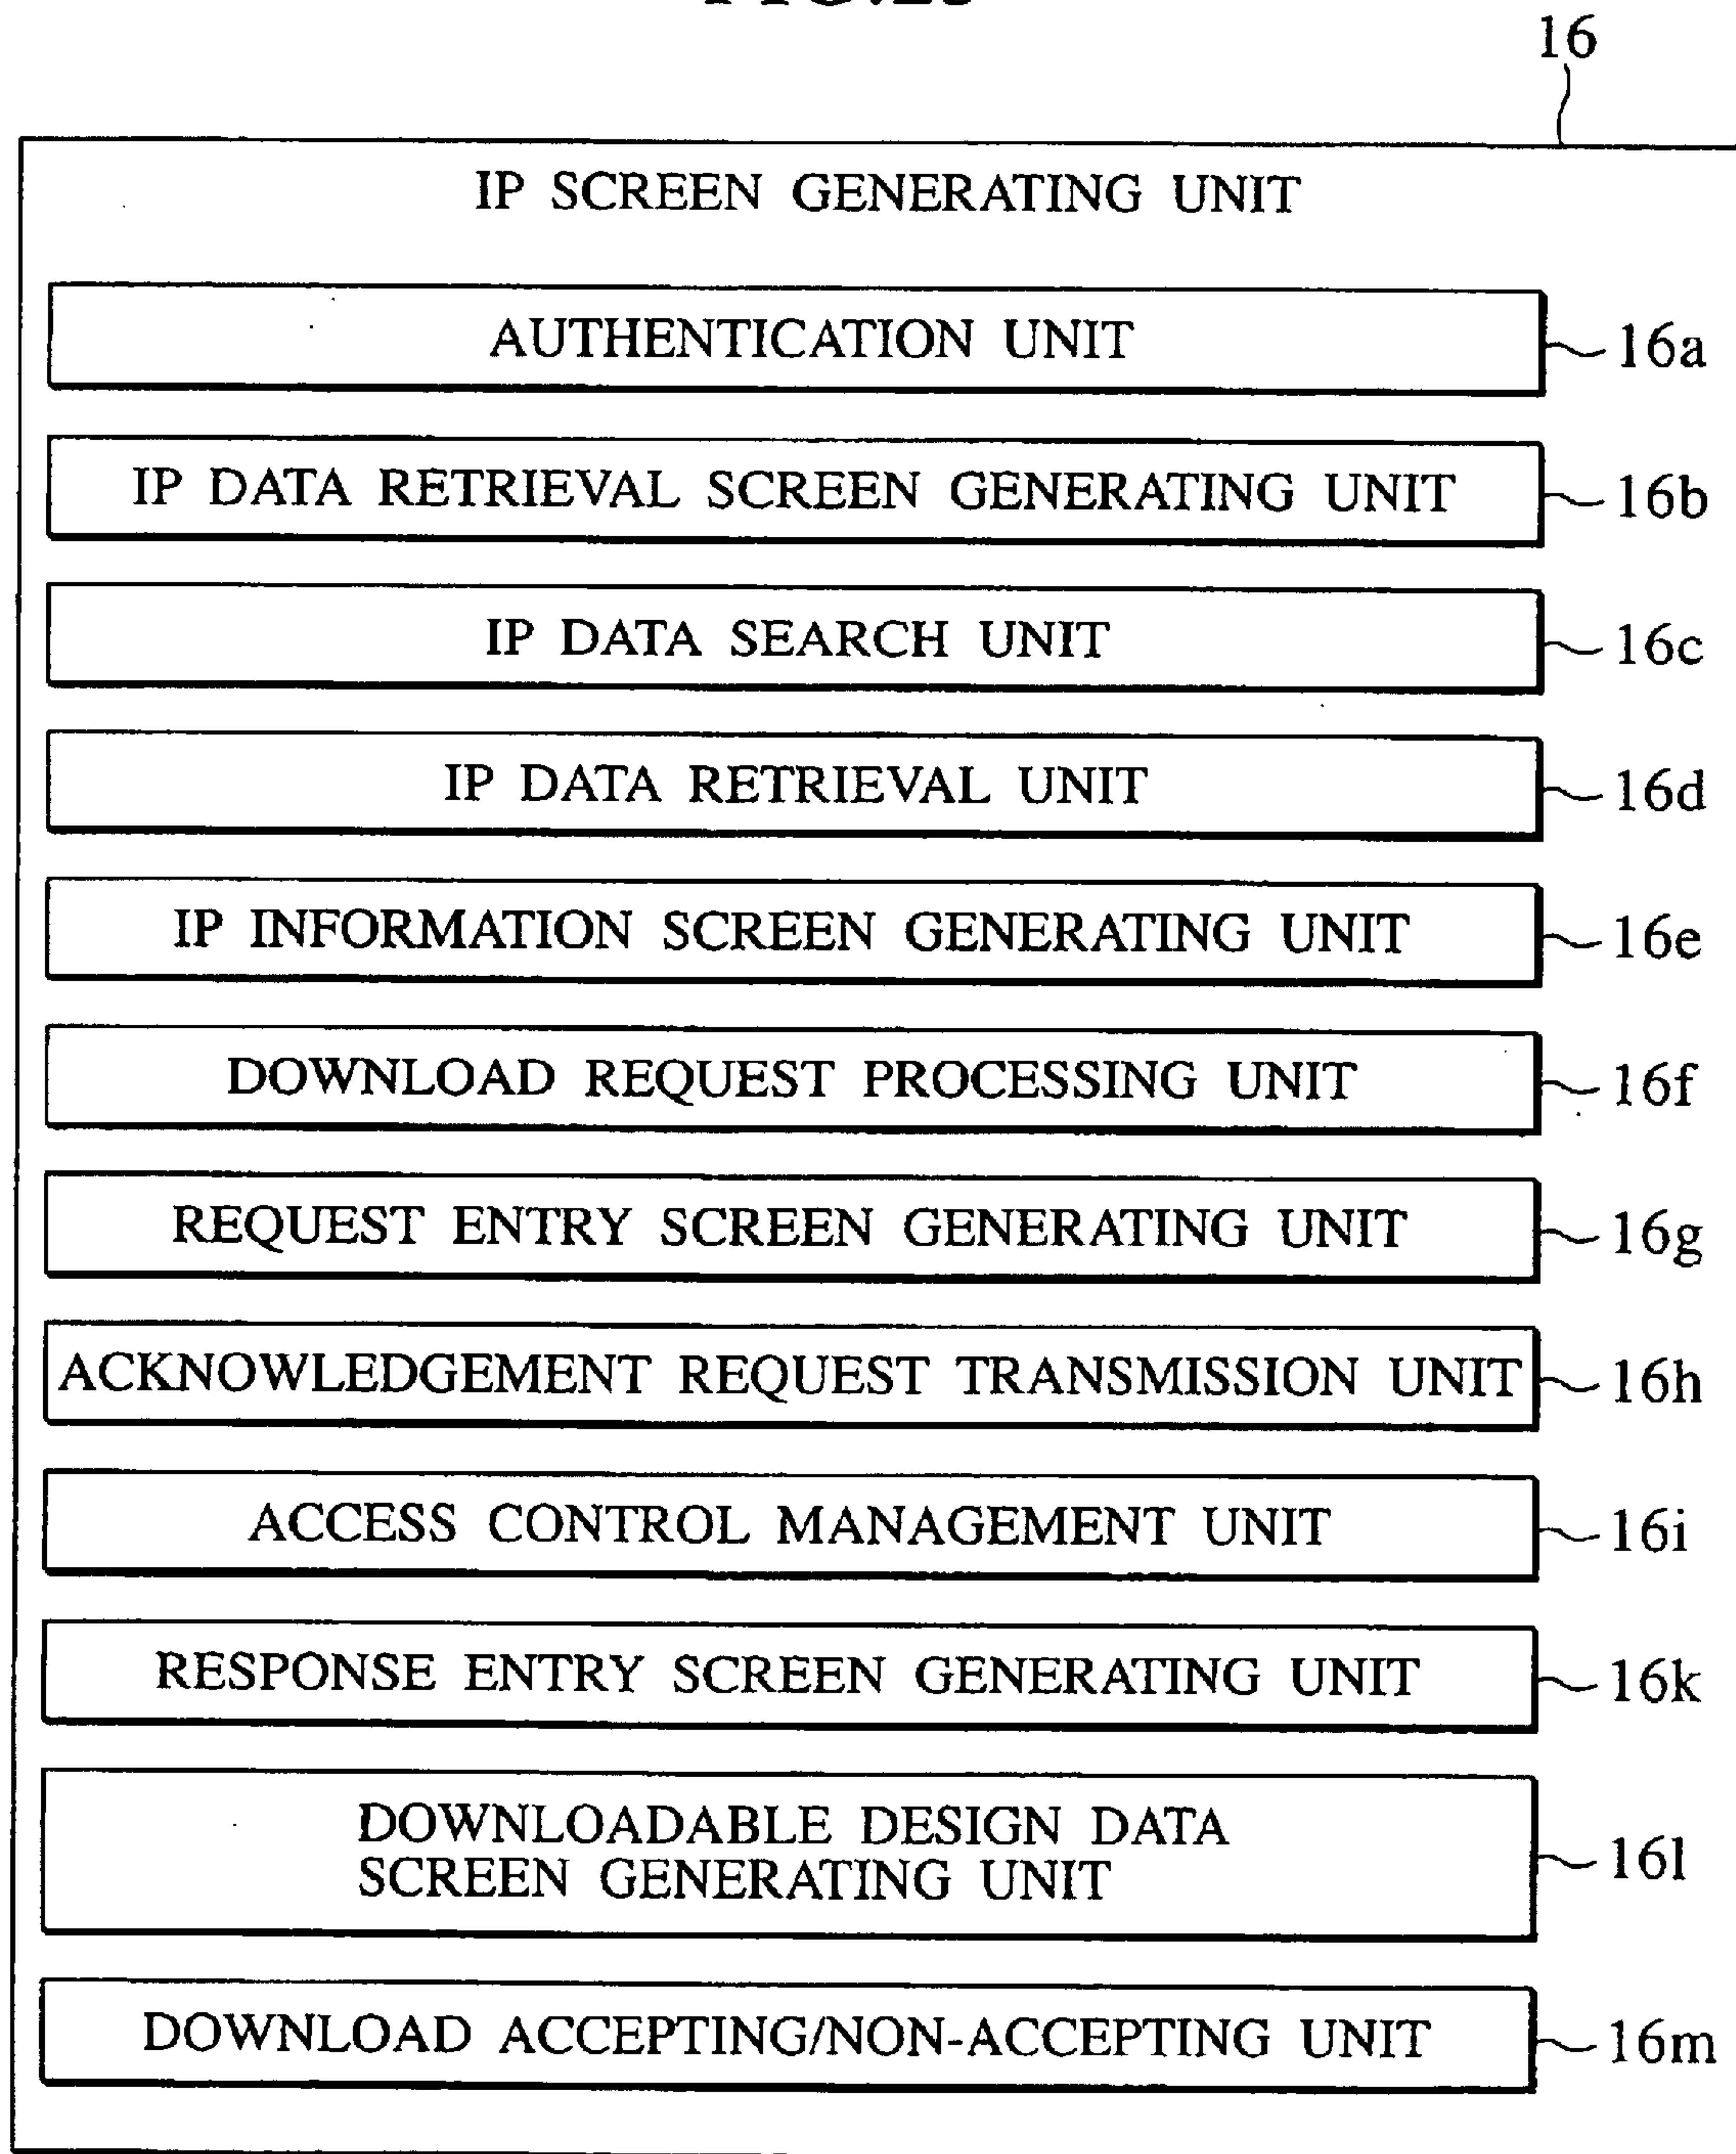 16
IP SCREEN GENERATING UNIT
AUTHENTICATION UNIT
16a
IP DATA RETRIEVAL SCREEN GENERATING UNIT
16b
IP DATA SEARCH UNIT
16c
IP DATA RETRIEVAL UNIT
16d
IP INFORMATION SCREEN GENERATING UNIT
16e
DOWNLOAD REQUEST PROCESSING UNIT
16f
REQUEST ENTRY SCREEN GENERATING UNIT
16g
ACKNOWLEDGEMENT REQUEST TRANSMISSION UNIT
16h
ACCESS CONTROL MANAGEMENT UNIT
16i
RESPONSE ENTRY SCREEN GENERATING UNIT
16k
DOWNLOADABLE DESIGN DATA
SCREEN GENERATING UNIT
16l
DOWNLOAD ACCEPTING/NON-ACCEPTING UNIT
16m